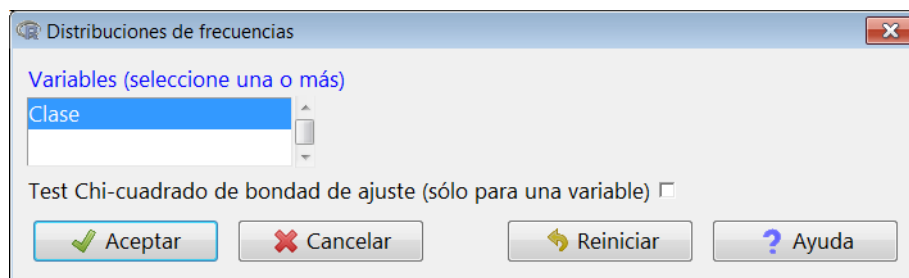 Distribuciones de frecuencias
Variables (seleccione una o más)
Clase
Test Chi-cuadrado de bondad de ajuste (sólo para una variable)
Aceptar Cancelar Reiniciar Ayuda